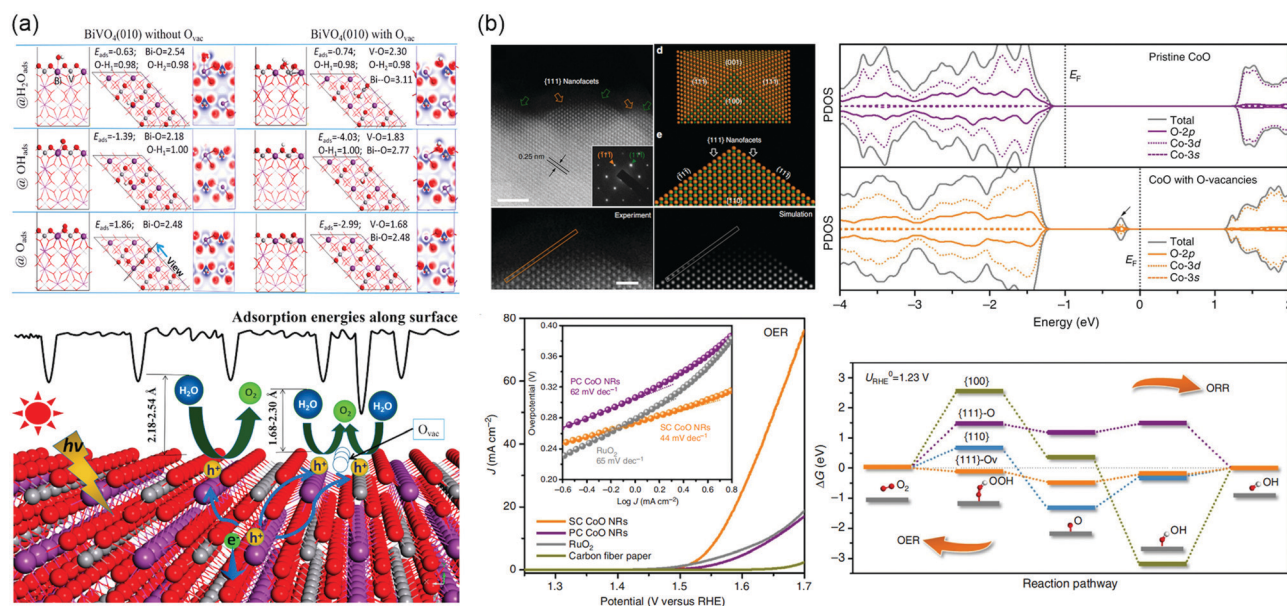 (a)
BiVO₄(010) without Oᵥₐc
BiVO₄(010) with Oᵥₐc
@H₂Oads
Eads=-0.63; Bi-O=2.54
O-H₁=0.98; O-H₂=0.98
Bi V
Eads=-0.74; V-O=2.30
O-H₁=0.98; O-H₂=0.98
Bi--O=3.11
@OHads
Eads=-1.39; Bi-O=2.18
O-H₁=1.00
Eads=-4.03; V-O=1.83
O-H₁=1.00; Bi--O=2.77
@ Oads
Eads=1.86; Bi-O=2.48
View
Eads=-2.99; V-O=1.68
Bi-O=2.48
Adsorption energies along surface
2.18-2.54 Å
H₂O
O₂
1.68-2.30 Å
H₂O
O₂
H₂O
Oᵥₐc
hν
h⁺
h⁺
h⁺
h⁺
e⁻
(b)
{111} Nanofacets
0.25 nm
d
(001)
(100)
e
{111} Nanofacets
Experiment
Simulation
PDOS
Pristine CoO
E_F
Total
O-2p
Co-3d
Co-3s
PDOS
CoO with O-vacancies
E_F
Total
O-2p
Co-3d
Co-3s
-4 -3 -2 -1 0 1 2
Energy (eV)
J (mA cm⁻²)
80
70
60
50
40
30
20
10
0
OER
Overpotential (V)
0.40
0.36
0.32
0.28
0.24
0.20
PC CoO NRs
62 mV dec⁻¹
SC CoO NRs
44 mV dec⁻¹
RuO₂
65 mV dec⁻¹
-0.6 -0.4 -0.2 0.0 0.2 0.4 0.6 0.8
Log J (mA cm⁻²)
SC CoO NRs
PC CoO NRs
RuO₂
Carbon fiber paper
1.3 1.4 1.5 1.6 1.7
Potential (V versus RHE)
ΔG (eV)
3
2
1
0
-1
-2
-3
U_RHE⁰=1.23 V
{100}
{111}-O
{110}
{111}-Ov
ORR
OER
O₂
OOH
O
OH
OH
Reaction pathway